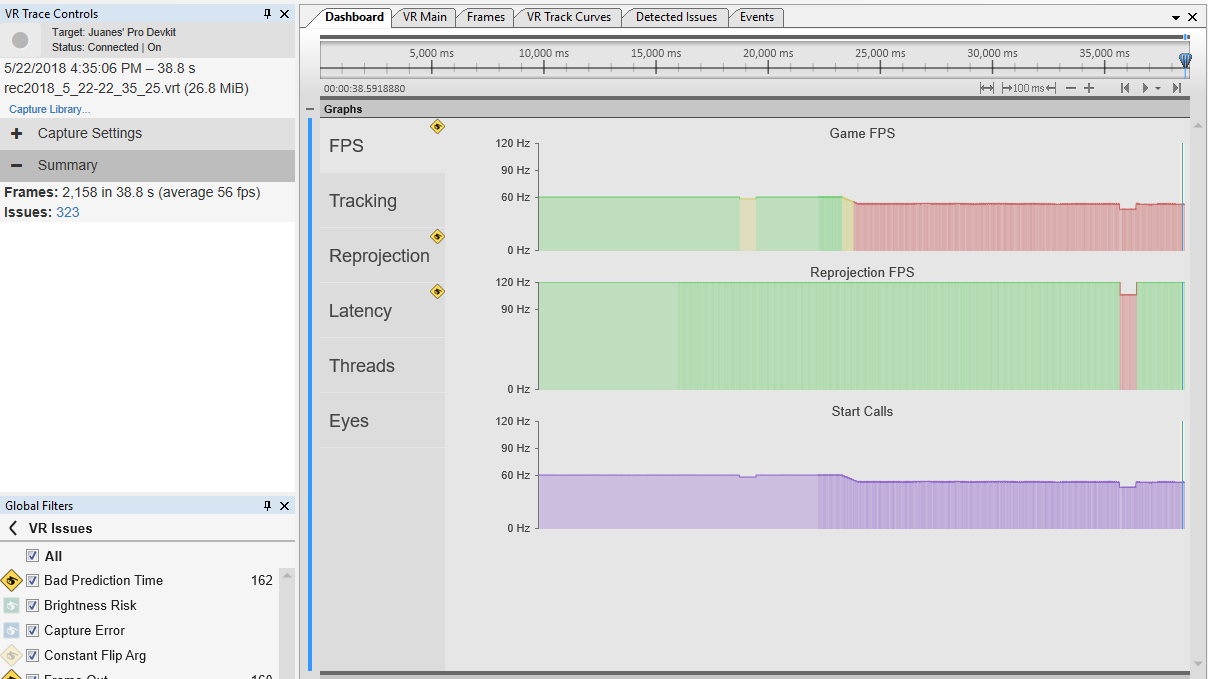 VR Trace Controls
Target: Juanes' Pro Devkit
Status: Connected | On
5/22/2018 4:35:06 PM – 38.8 s
rec2018_5_22-22_35_25.vrt (26.8 MiB)
Capture Library...
+ Capture Settings
− Summary
Frames: 2,158 in 38.8 s (average 56 fps)
Issues: 323
Global Filters
VR Issues
All
Bad Prediction Time 162
Brightness Risk
Capture Error
Constant Flip Arg
Frame Out 160
Dashboard VR Main Frames VR Track Curves Detected Issues Events
5,000 ms 10,000 ms 15,000 ms 20,000 ms 25,000 ms 30,000 ms 35,000 ms
00:00:38.5918880 100 ms
Graphs
FPS
Tracking
Reprojection
Latency
Threads
Eyes
Game FPS
120 Hz
90 Hz
60 Hz
0 Hz
Reprojection FPS
120 Hz
90 Hz
0 Hz
Start Calls
120 Hz
90 Hz
60 Hz
0 Hz